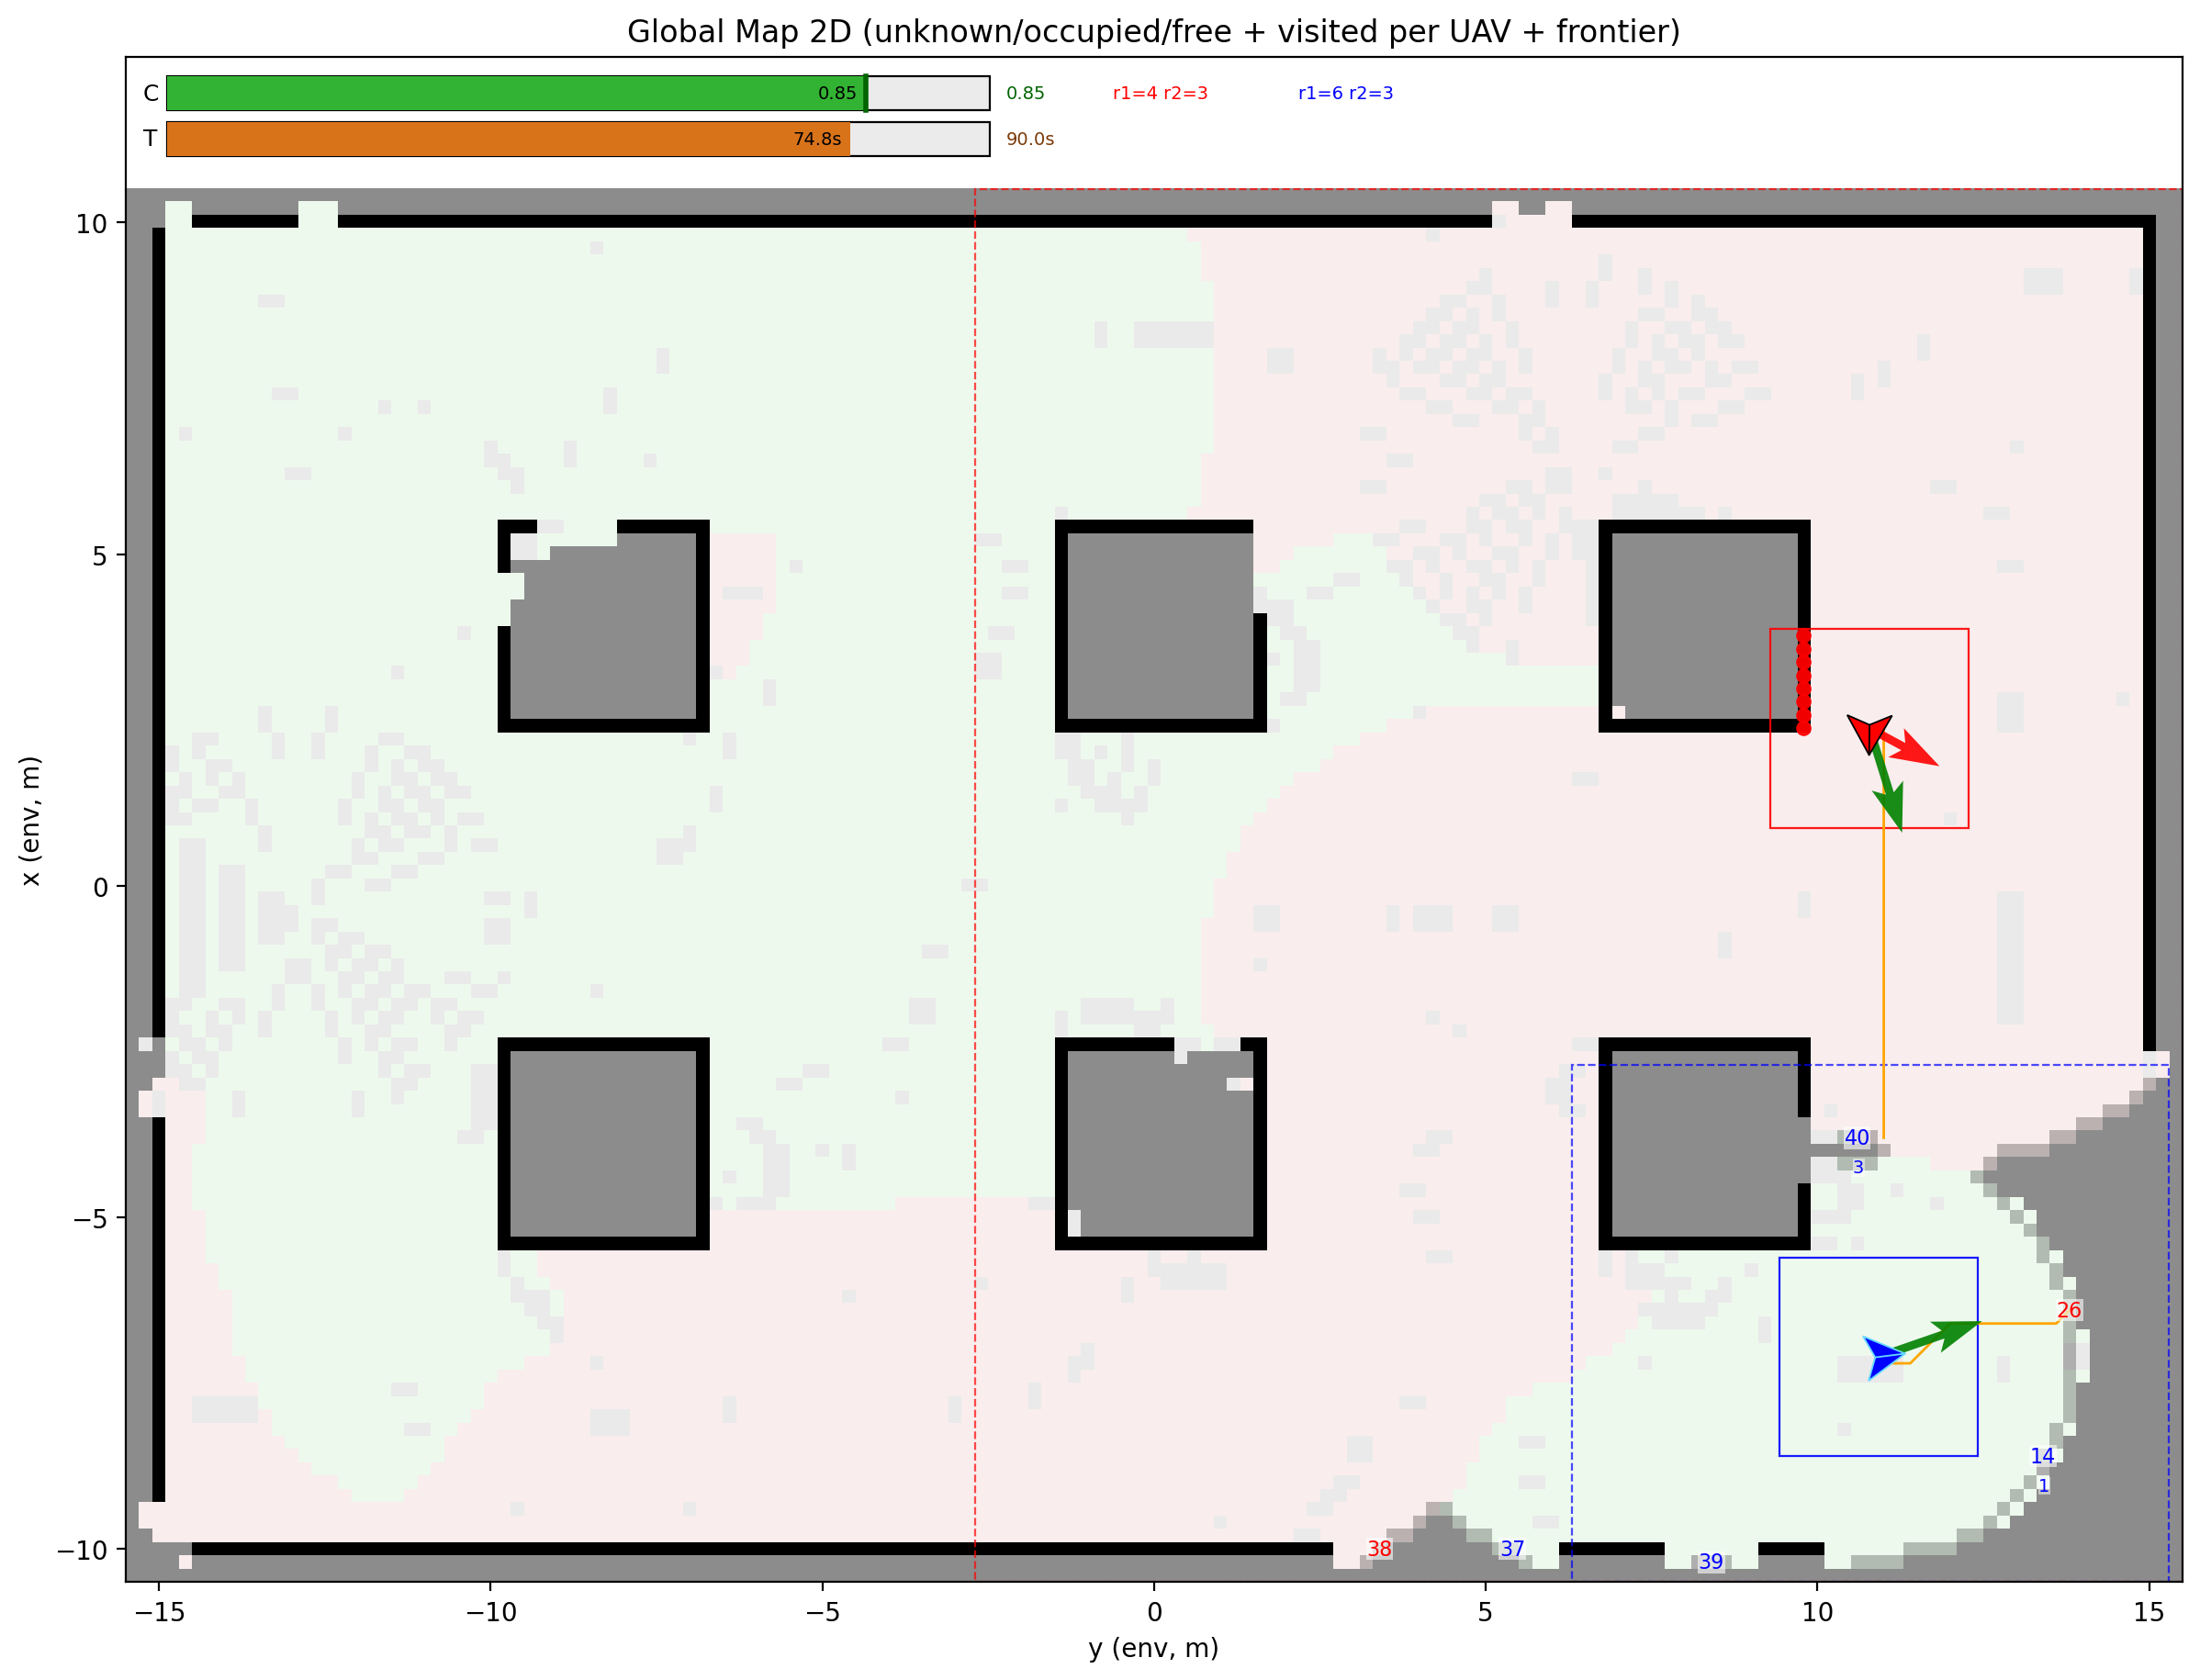 Global Map 2D (unknown/occupied/free + visited per UAV + frontier)
C 0.85 0.85 r1=4 r2=3 r1=6 r2=3
T 74.8s 90.0s
10
5
0
−5
−10
x (env, m)
40
3
26
14
1
38 37 39
−15 −10 −5 0 5 10 15
y (env, m)